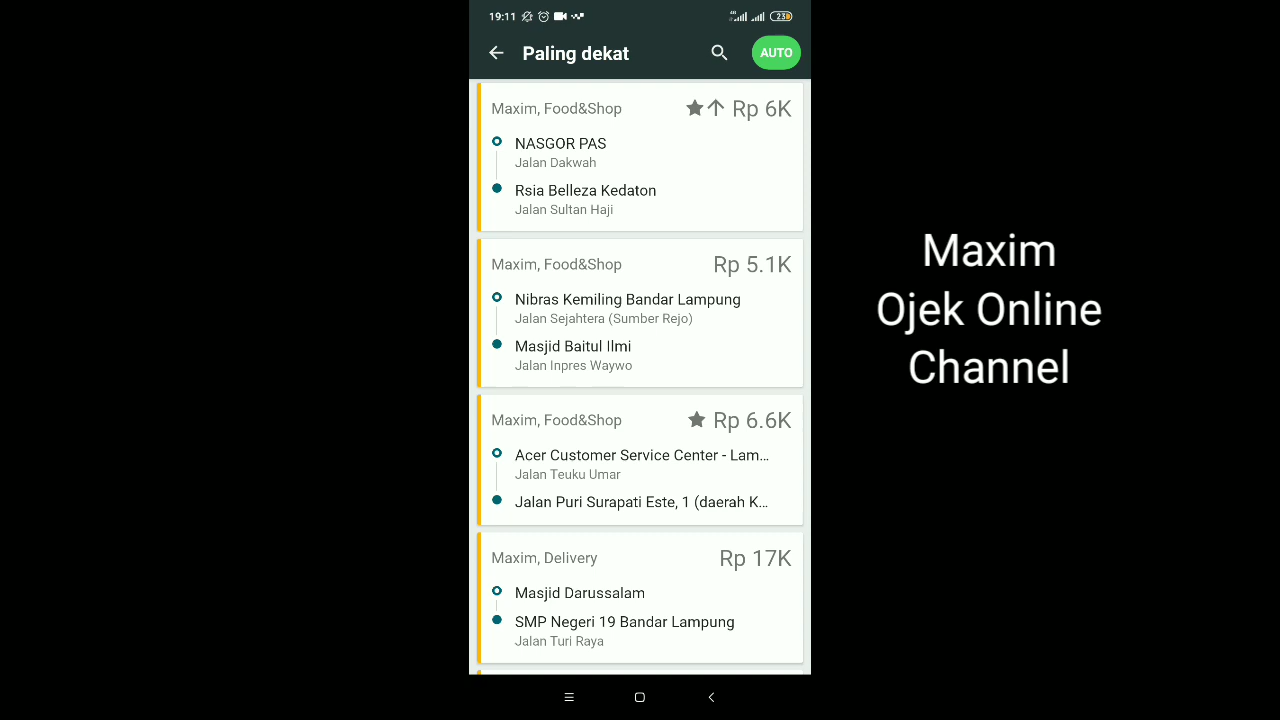 19:11
4G
23
Paling dekat
AUTO
Maxim, Food&Shop
Rp 6K
NASGOR PAS
Jalan Dakwah
Rsia Belleza Kedaton
Jalan Sultan Haji
Maxim, Food&Shop
Rp 5.1K
Nibras Kemiling Bandar Lampung
Jalan Sejahtera (Sumber Rejo)
Masjid Baitul Ilmi
Jalan Inpres Waywo
Maxim, Food&Shop
Rp 6.6K
Acer Customer Service Center - Lam...
Jalan Teuku Umar
Jalan Puri Surapati Este, 1 (daerah K...
Maxim, Delivery
Rp 17K
Masjid Darussalam
SMP Negeri 19 Bandar Lampung
Jalan Turi Raya
Maxim
Ojek Online
Channel